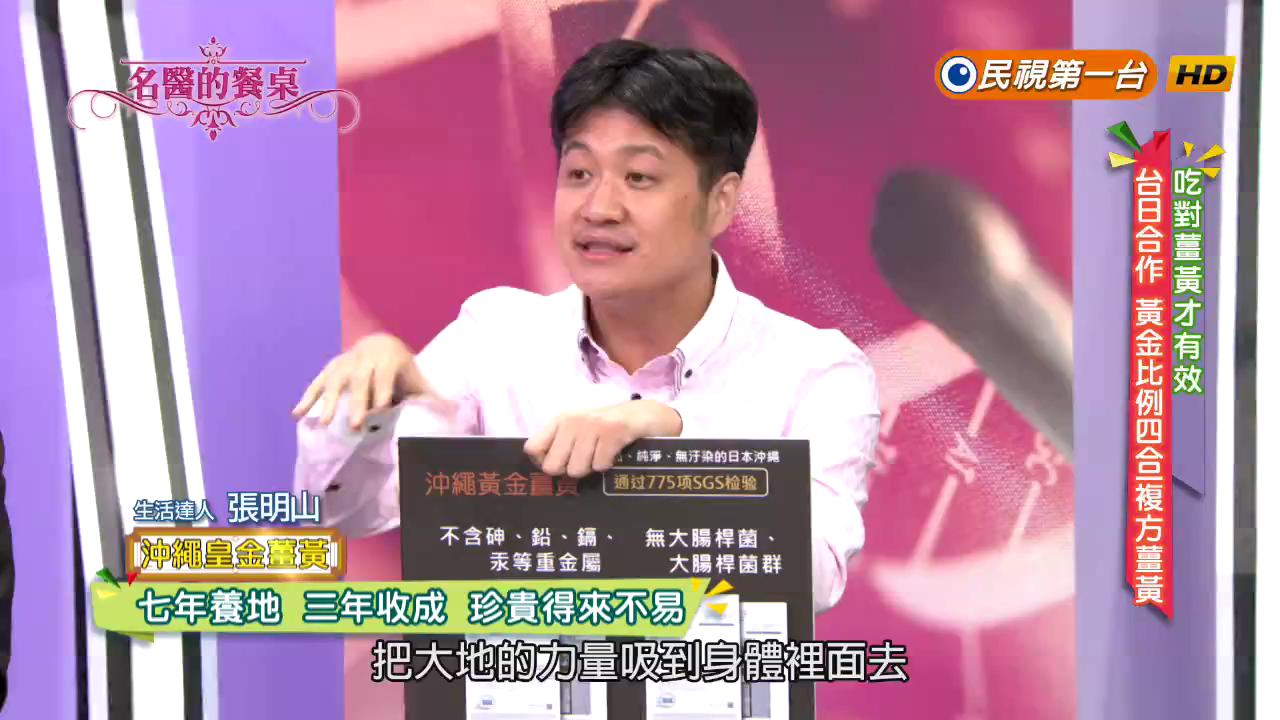 名醫的餐桌
民視第一台
HD
吃對薑黃才有效
台日合作 黃金比例四合複方薑黃
純淨、無汙染的日本沖繩
沖繩黃金薑黃
通过775项SGS检验
不含砷、鉛、鎘、
汞等重金屬
無大腸桿菌、
大腸桿菌群
生活達人 張明山
沖繩皇金薑黃
七年養地 三年收成 珍貴得來不易
把大地的力量吸到身體裡面去